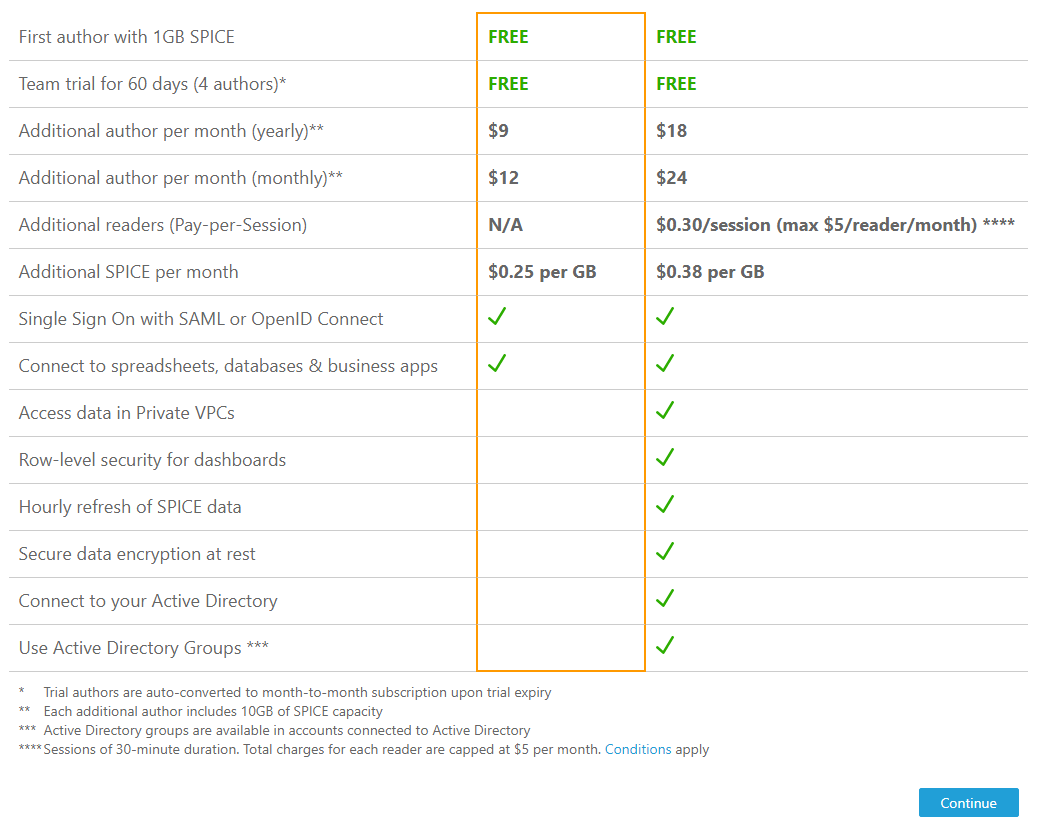 First author with 1GB SPICE FREE FREE
Team trial for 60 days (4 authors)* FREE FREE
Additional author per month (yearly)** $9 $18
Additional author per month (monthly)** $12 $24
Additional readers (Pay-per-Session) N/A $0.30/session (max $5/reader/month) ****
Additional SPICE per month $0.25 per GB $0.38 per GB
Single Sign On with SAML or OpenID Connect
Connect to spreadsheets, databases & business apps
Access data in Private VPCs
Row-level security for dashboards
Hourly refresh of SPICE data
Secure data encryption at rest
Connect to your Active Directory
Use Active Directory Groups ***
* Trial authors are auto-converted to month-to-month subscription upon trial expiry
** Each additional author includes 10GB of SPICE capacity
*** Active Directory groups are available in accounts connected to Active Directory
**** Sessions of 30-minute duration. Total charges for each reader are capped at $5 per month. Conditions apply
Continue